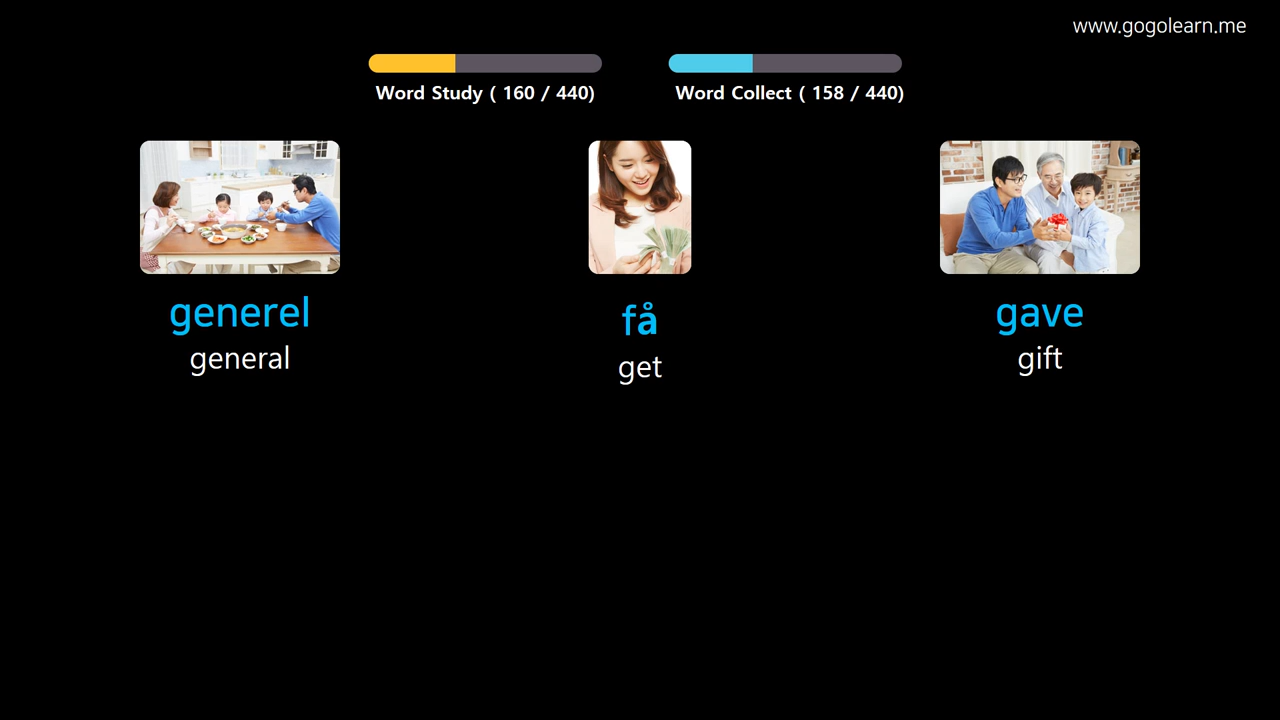 www.gogolearn.me
Word Study ( 160 / 440)
Word Collect ( 158 / 440)
generel
general
få
get
gave
gift